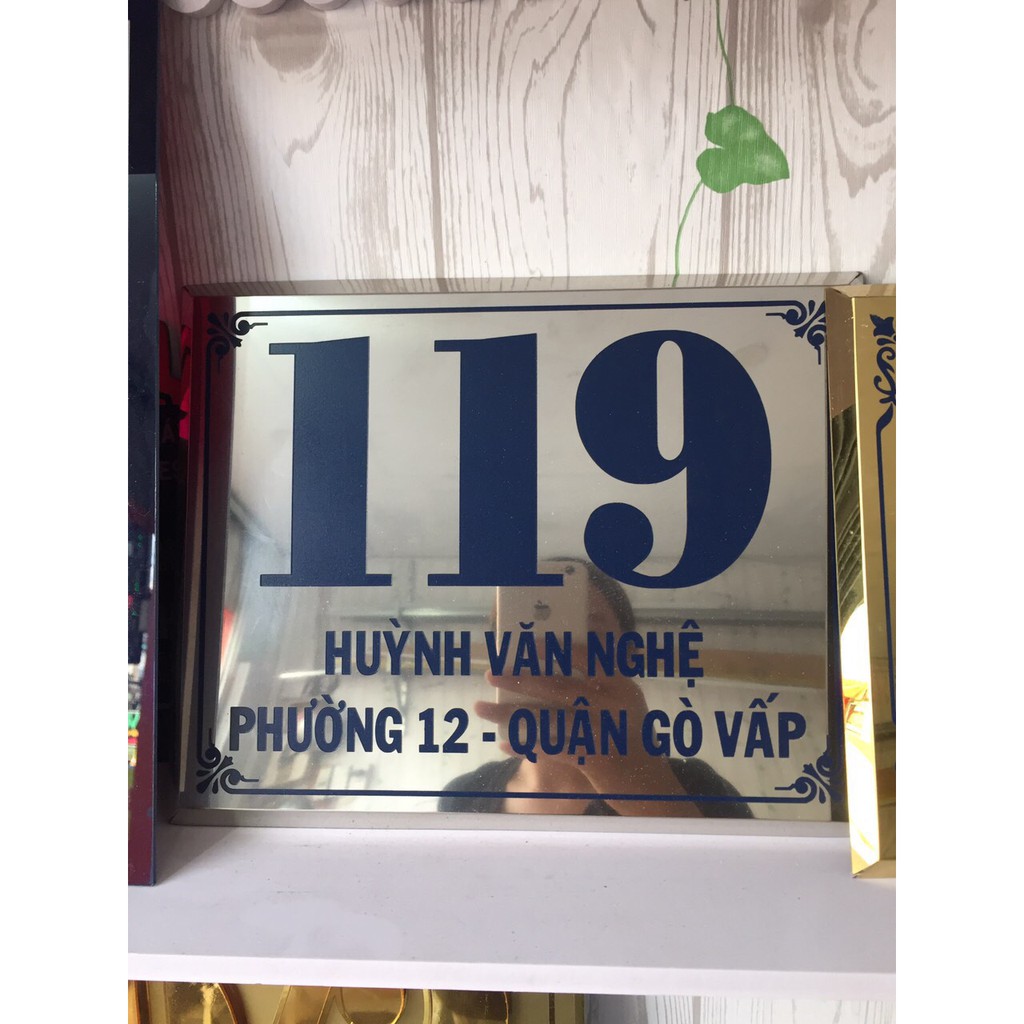 119
HUỲNH VĂN NGHỆ
PHƯỜNG 12 - QUẬN GÒ VẤP